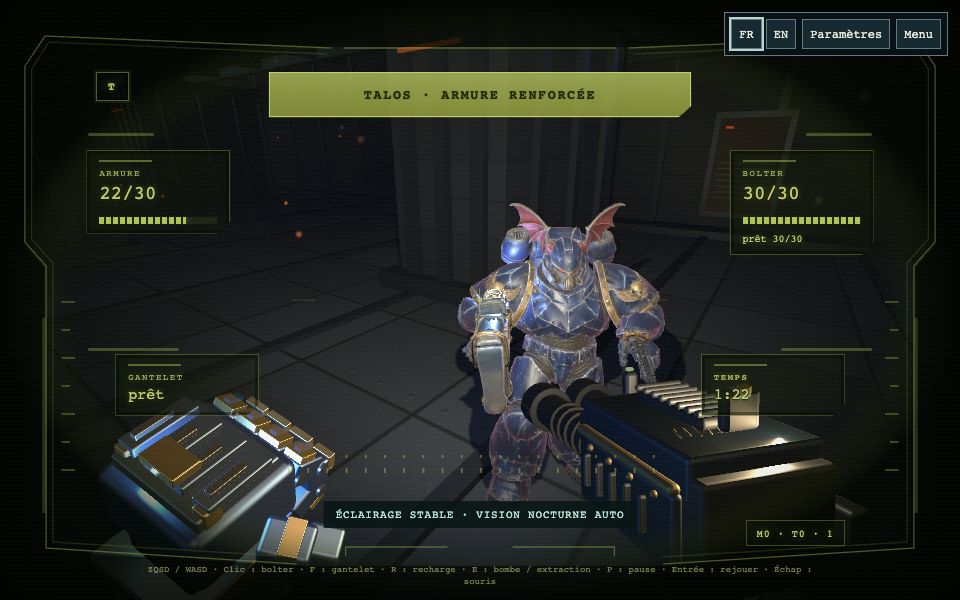 FR EN Paramètres Menu
T
TALOS · ARMURE RENFORCÉE
ARMURE
22/30
BOLTER
30/30
prêt 30/30
GANTELET
prêt
TEMPS
1:22
ÉCLAIRAGE STABLE · VISION NOCTURNE AUTO
M0 · T0 · 1
ZQSD / WASD · Clic : bolter · F : gantelet · R : recharge · E : bombe / extraction · P : pause · Entrée : rejouer · Échap :
souris